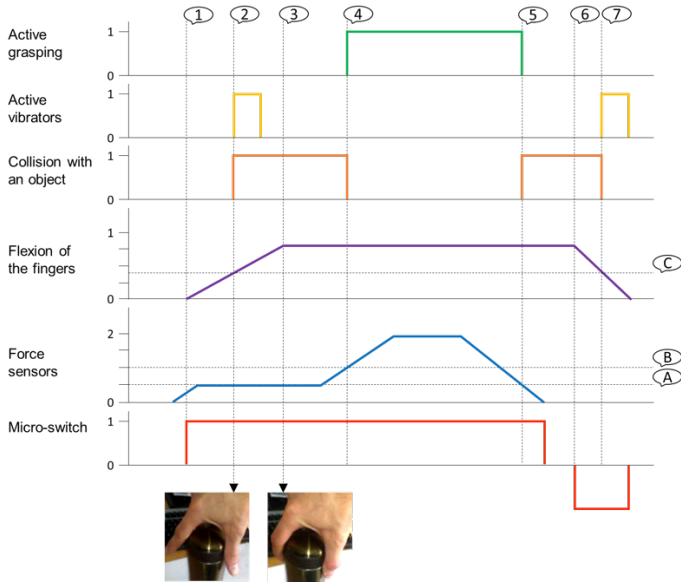 1 2 3 4 5 6 7
Active
grasping
1
0
Active
vibrators
1
0
Collision with
an object
1
0
Flexion of
the fingers
1
0
C
Force
sensors
2
0
B
A
Micro-switch
1
0